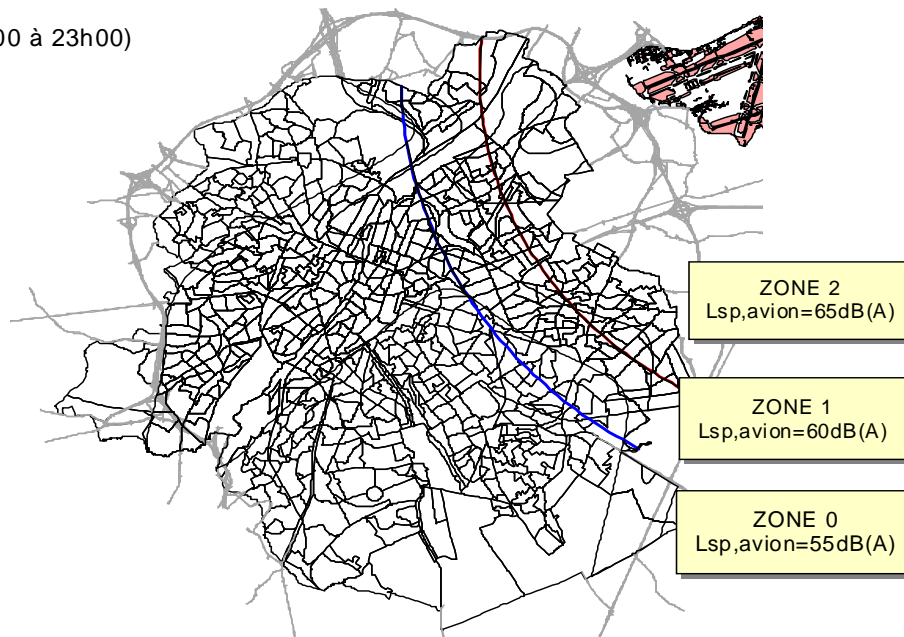 00 à 23h00)
ZONE 2
Lsp,avion=65dB(A)
ZONE 1
Lsp,avion=60dB(A)
ZONE 0
Lsp,avion=55dB(A)